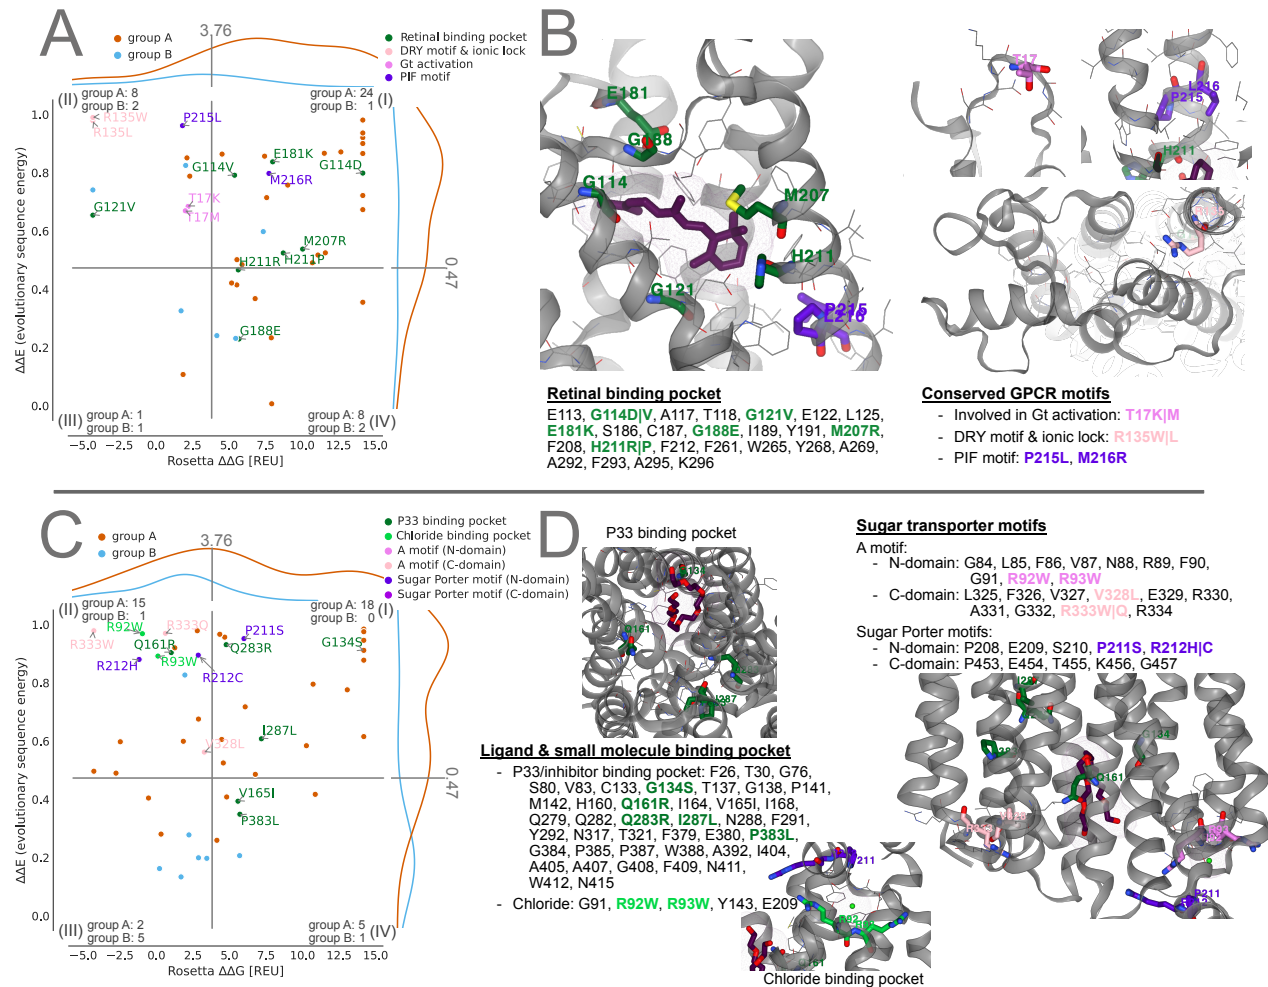 A
3.76
group A
group B
Retinal binding pocket
DRY motif & ionic lock
Gt activation
PIF motif
(II)
group A: 8
group B: 2
group A: 24
group B: 1
(I)
R135W
R135L
P215L
G114V
E181K
M216R
G114D
T17K
T17M
G121V
M207R
H211P
H211R
G188E
0.47
1.0
0.8
0.6
0.4
0.2
0.0
ΔΔE (evolutionary sequence energy)
(III)
group A: 1
group B: 1
group A: 8
group B: 2
(IV)
−5.0 −2.5 0.0 2.5 5.0 7.5 10.0 12.5 15.0
Rosetta ΔΔG [REU]
B
E181
G188
G114
M207
H211
G121
P215
L216
T17
L216
P215
H211
Retinal binding pocket
E113, G114D|V, A117, T118, G121V, E122, L125,
E181K, S186, C187, G188E, I189, Y191, M207R,
F208, H211R|P, F212, F261, W265, Y268, A269,
A292, F293, A295, K296
Conserved GPCR motifs
- Involved in Gt activation: T17K|M
- DRY motif & ionic lock: R135W|L
- PIF motif: P215L, M216R
C
3.76
group A
group B
P33 binding pocket
Chloride binding pocket
A motif (N-domain)
A motif (C-domain)
Sugar Porter motif (N-domain)
Sugar Porter motif (C-domain)
(II)
group A: 15
group B: 1
group A: 18
group B: 0
(I)
R92W
R333Q
R333W
Q161R
P211S
G134S
R93W
Q283R
R212H
R212C
I287L
V328L
V165I
P383L
0.47
1.0
0.8
0.6
0.4
0.2
0.0
ΔΔE (evolutionary sequence energy)
(III)
group A: 2
group B: 5
group A: 5
group B: 1
(IV)
−5.0 −2.5 0.0 2.5 5.0 7.5 10.0 12.5 15.0
Rosetta ΔΔG [REU]
D
P33 binding pocket
G134
Q161
I287
Ligand & small molecule binding pocket
- P33/inhibitor binding pocket: F26, T30, G76,
S80, V83, C133, G134S, T137, G138, P141,
M142, H160, Q161R, I164, V165I, I168,
Q279, Q282, Q283R, I287L, N288, F291,
Y292, N317, T321, F379, E380, P383L,
G384, P385, P387, W388, A392, I404,
A405, A407, G408, F409, N411,
W412, N415
- Chloride: G91, R92W, R93W, Y143, E209
Chloride binding pocket
Sugar transporter motifs
A motif:
- N-domain: G84, L85, F86, V87, N88, R89, F90,
G91, R92W, R93W
- C-domain: L325, F326, V327, V328L, E329, R330,
A331, G332, R333W|Q, R334
Sugar Porter motifs:
- N-domain: P208, E209, S210, P211S, R212H|C
- C-domain: P453, E454, T455, K456, G457
G134
Q161
P211